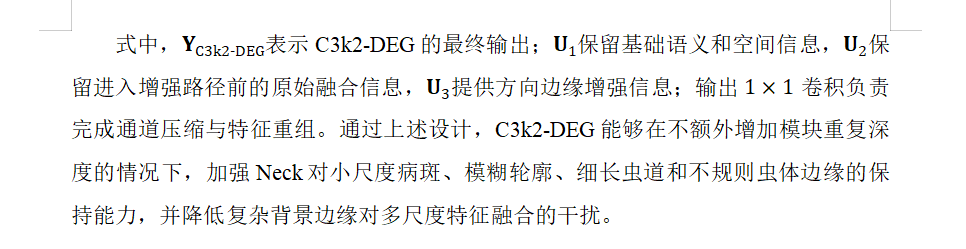 式中，𝐘C3k2-DEG表示 C3k2-DEG 的最终输出；𝐔₁保留基础语义和空间信息，𝐔₂保
留进入增强路径前的原始融合信息，𝐔₃提供方向边缘增强信息；输出 1 × 1 卷积负责
完成通道压缩与特征重组。通过上述设计，C3k2-DEG 能够在不额外增加模块重复深
度的情况下，加强 Neck 对小尺度病斑、模糊轮廓、细长虫道和不规则虫体边缘的保
持能力，并降低复杂背景边缘对多尺度特征融合的干扰。